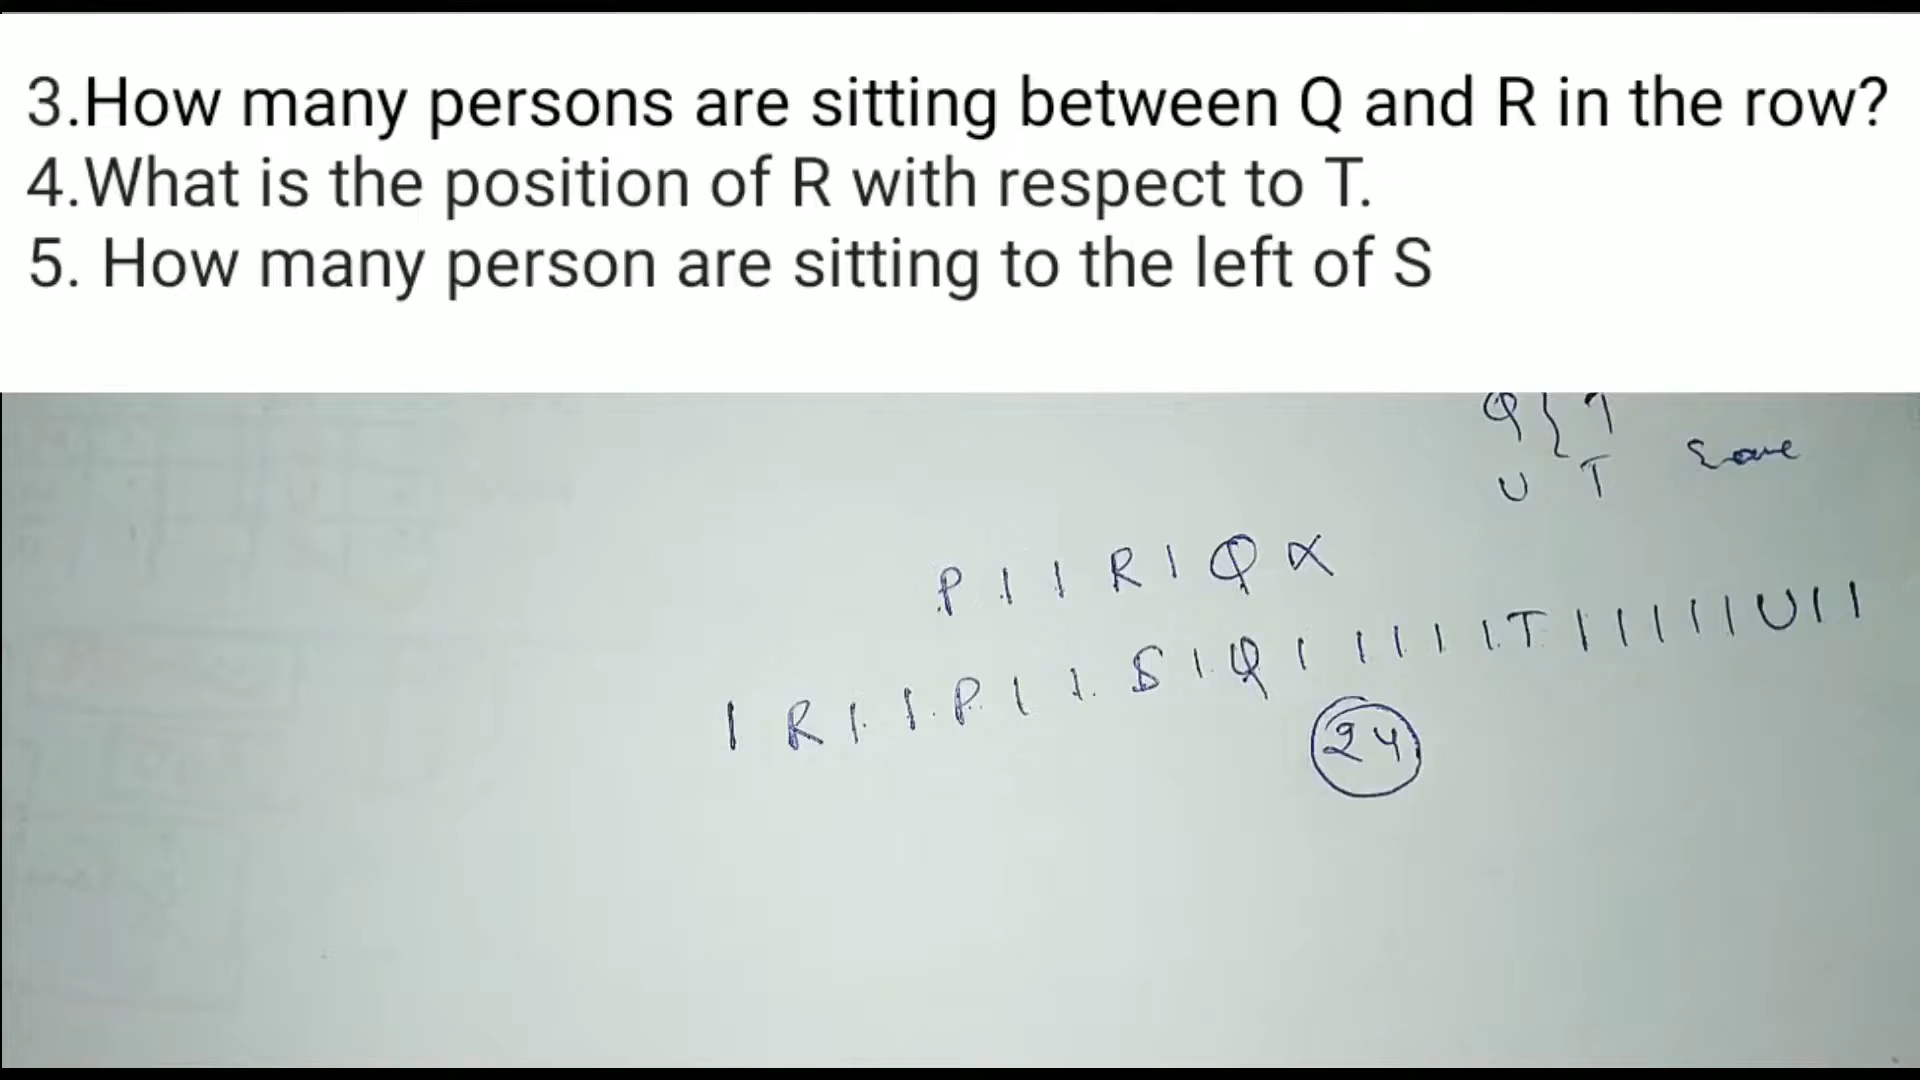 3.How many persons are sitting between Q and R in the row?
4.What is the position of R with respect to T.
5. How many person are sitting to the left of S
Q { T
U T Same
P I I R I Q X
I R I I P I I S I Q I I I I I I T I I I I I U I I
24